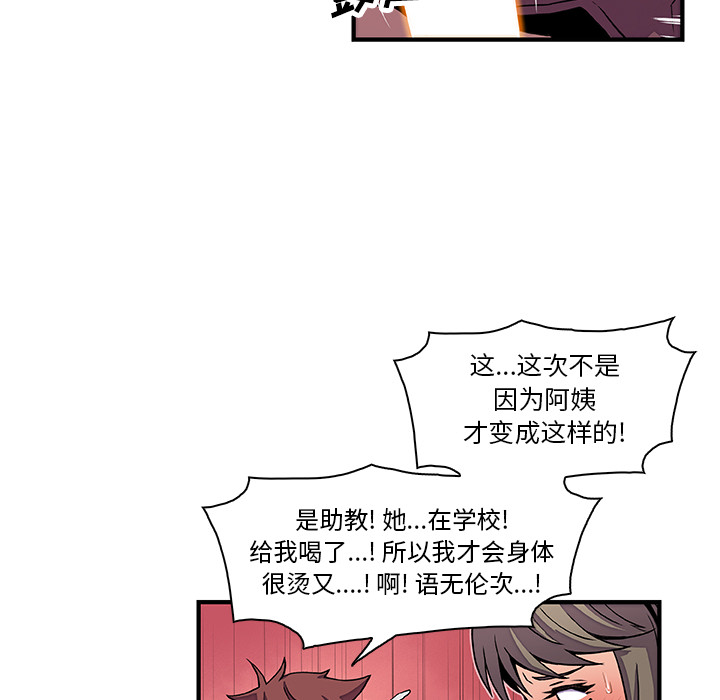 这...这次不是
因为阿姨
才变成这样的!
是助教! 她...在学校!
给我喝了...! 所以我才会身体
很烫又....! 啊! 语无伦次...!